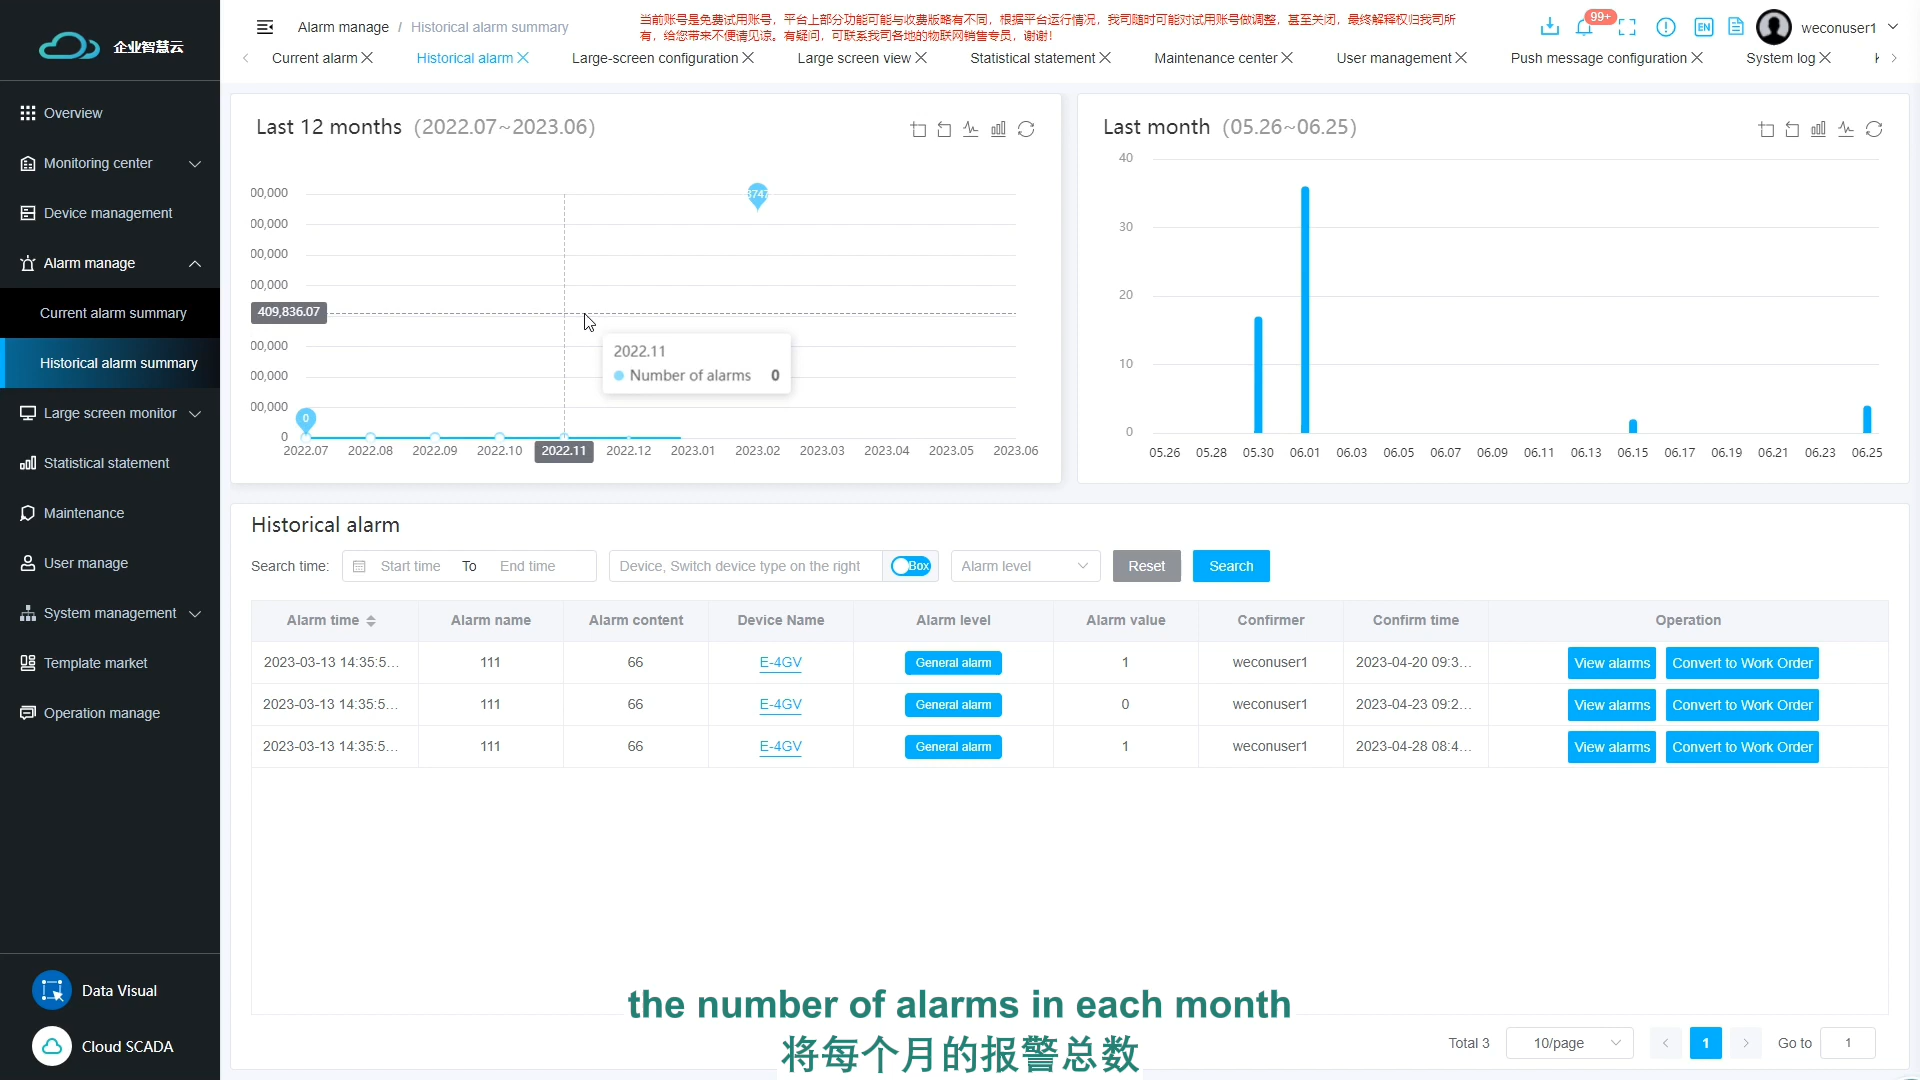 企业智慧云
Alarm manage / Historical alarm summary
当前账号是免费试用账号，平台上部分功能可能与收费版略有不同，根据平台运行情况，我司随时可能对试用账号做调整，甚至关闭，最终解释权归我司所
有，给您带来不便请见谅。有疑问，可联系我司各地的物联网销售专员，谢谢！
99+
EN
weconuser1
Current alarm Historical alarm Large-screen configuration Large screen view Statistical statement Maintenance center User management Push message configuration System log
Overview
Monitoring center
Device management
Alarm manage
Current alarm summary
Historical alarm summary
Large screen monitor
Statistical statement
Maintenance
User manage
System management
Template market
Operation manage
Data Visual
Cloud SCADA
Last 12 months (2022.07~2023.06)
00,000
00,000
00,000
00,000
409,836.07
00,000
00,000
00,000
0
0
2022.11
Number of alarms 0
2022.07 2022.08 2022.09 2022.10 2022.11 2022.12 2023.01 2023.02 2023.03 2023.04 2023.05 2023.06
Last month (05.26~06.25)
40
30
20
10
0
05.26 05.28 05.30 06.01 06.03 06.05 06.07 06.09 06.11 06.13 06.15 06.17 06.19 06.21 06.23 06.25
Historical alarm
Search time: Start time To End time Device, Switch device type on the right Box Alarm level Reset Search
Alarm time Alarm name Alarm content Device Name Alarm level Alarm value Confirmer Confirm time Operation
2023-03-13 14:35:5... 111 66 E-4GV General alarm 1 weconuser1 2023-04-20 09:3... View alarms Convert to Work Order
2023-03-13 14:35:5... 111 66 E-4GV General alarm 0 weconuser1 2023-04-23 09:2... View alarms Convert to Work Order
2023-03-13 14:35:5... 111 66 E-4GV General alarm 1 weconuser1 2023-04-28 08:4... View alarms Convert to Work Order
the number of alarms in each month
将每个月的报警总数
Total 3 10/page 1 Go to 1